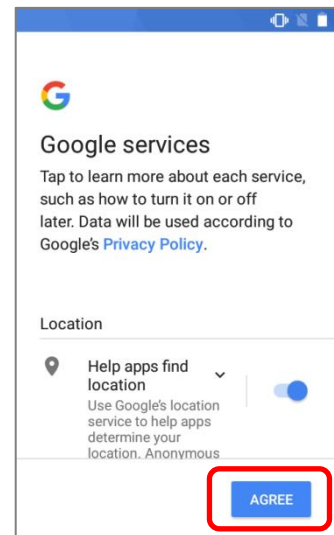 Google services
Tap to learn more about each service,
such as how to turn it on or off
later. Data will be used according to
Google's Privacy Policy.
Location
Help apps find
location
Use Google's location
service to help apps
determine your
location. Anonymous
AGREE